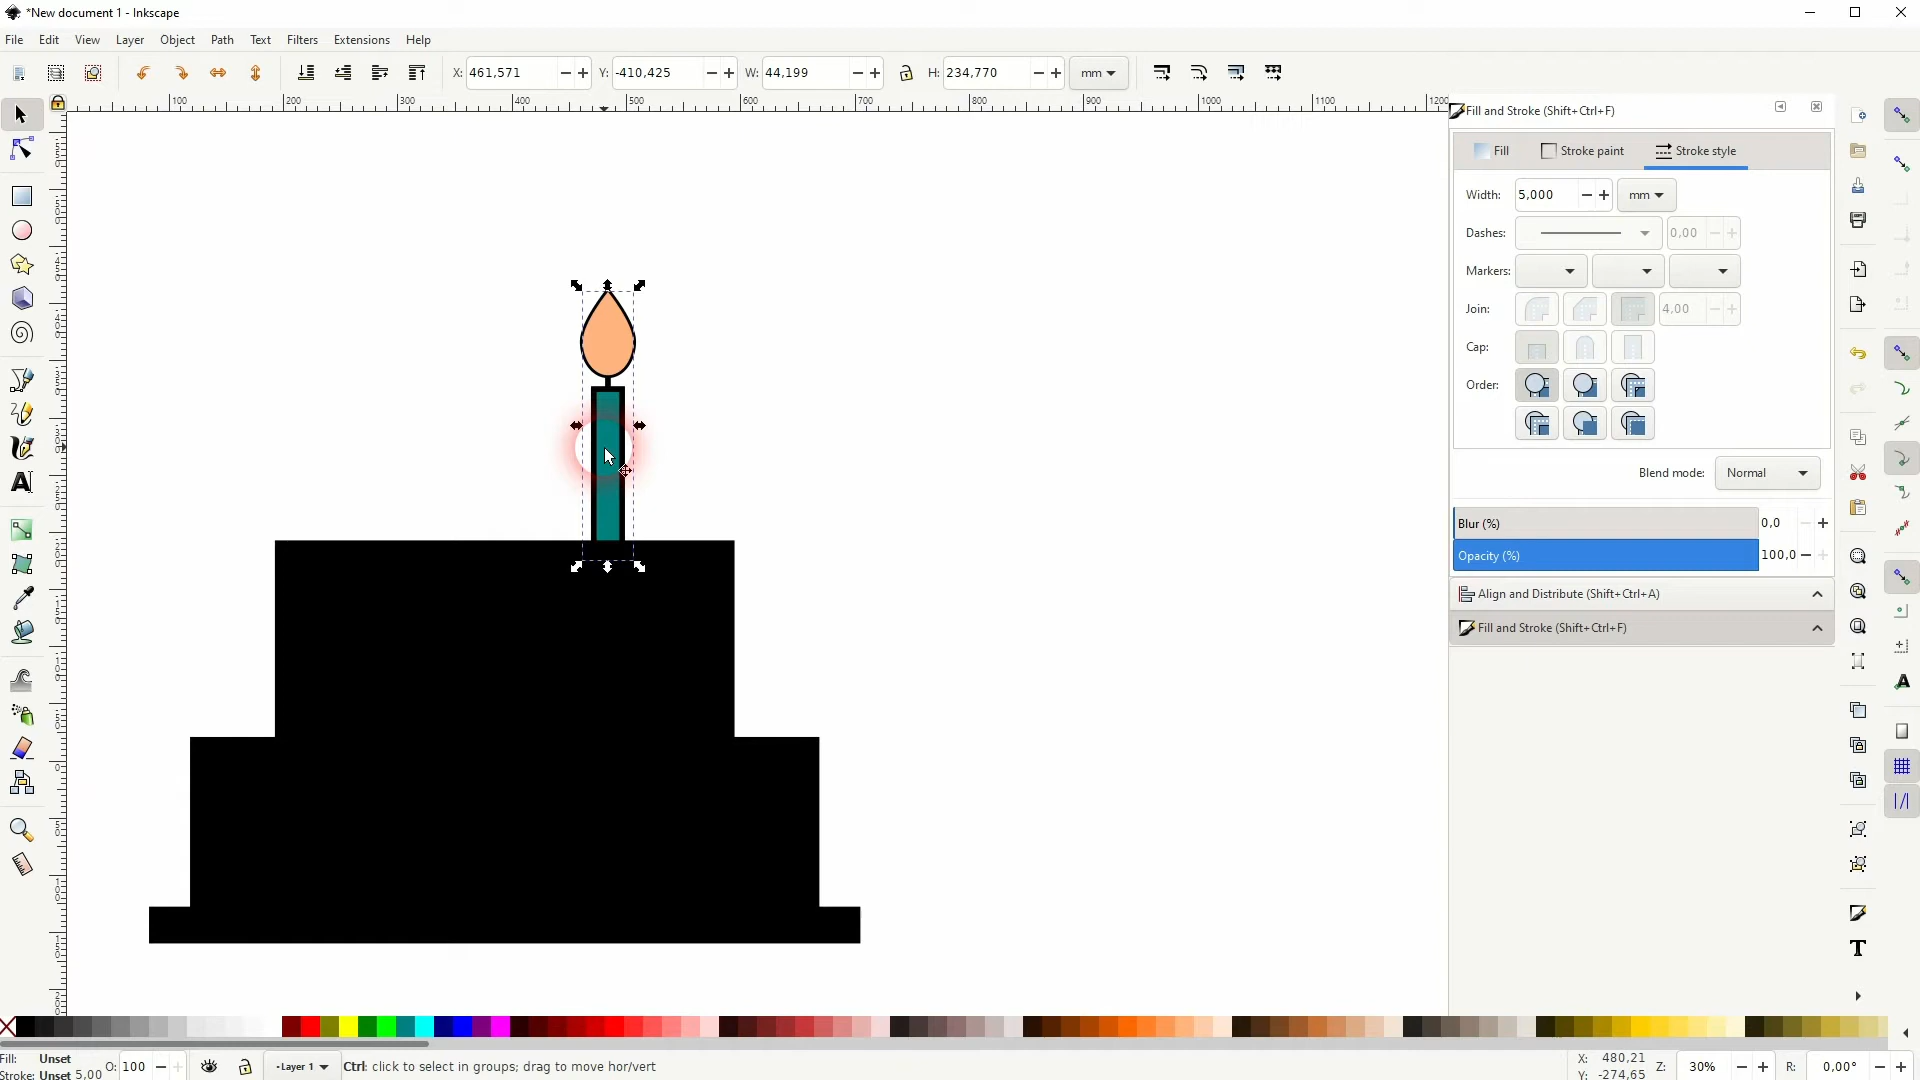 *New document 1 - Inkscape
File Edit View Layer Object Path Text Filters Extensions Help
X: 461,571 Y: -410,425 W: 44,199 H: 234,770 mm
100 200 300 400 500 600 700 800 900 1000 1100 1200
Fill and Stroke (Shift+Ctrl+F)
Fill Stroke paint Stroke style
Width: 5,000 mm
Dashes: 0,00
Markers:
Join: 4,00
Cap:
Order:
Blend mode: Normal
Blur (%) 0,0
Opacity (%) 100,0
Align and Distribute (Shift+Ctrl+A)
Fill and Stroke (Shift+Ctrl+F)
Fill: Unset
Stroke: Unset 5,00
O: 100 Layer 1 Ctrl: click to select in groups; drag to move hor/vert
X: 480,21
Y: -274,65
Z: 30% R: 0,00°